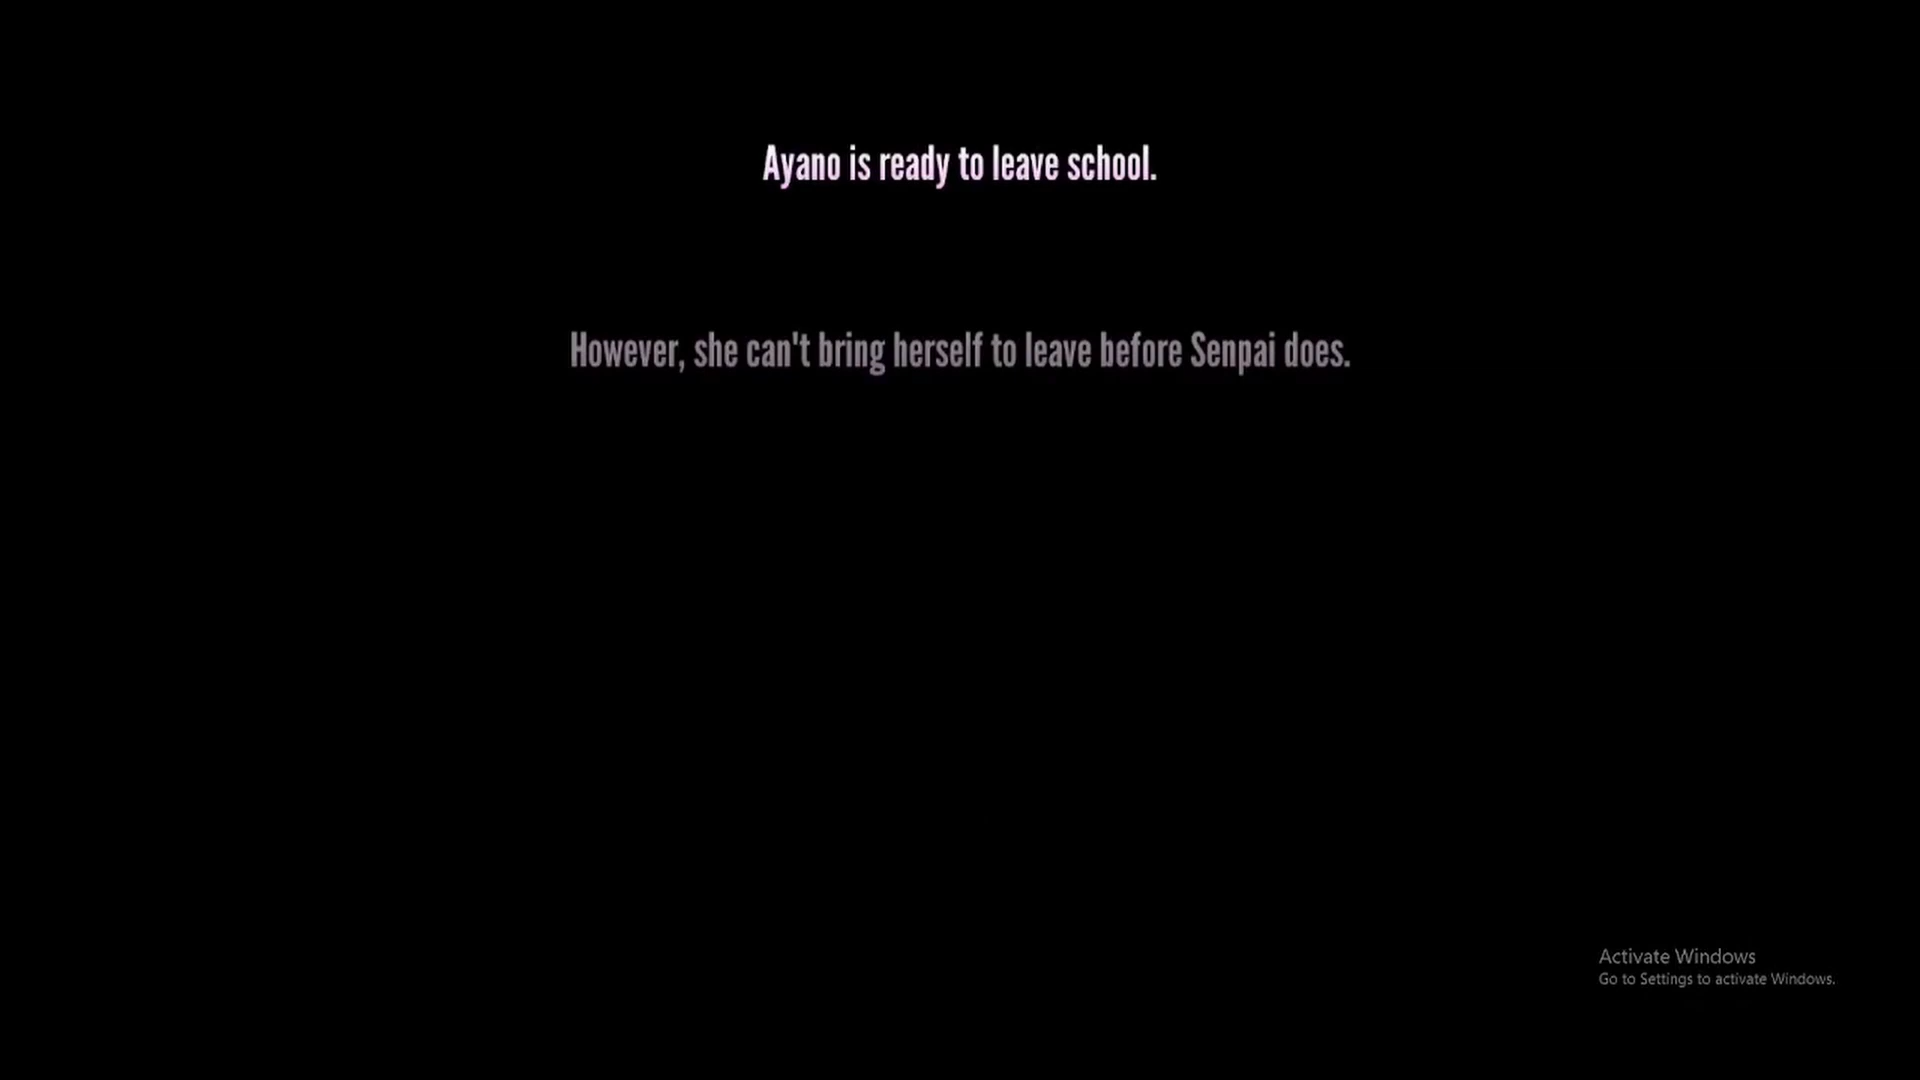 Ayano is ready to leave school.
However, she can't bring herself to leave before Senpai does.
Activate Windows
Go to Settings to activate Windows.